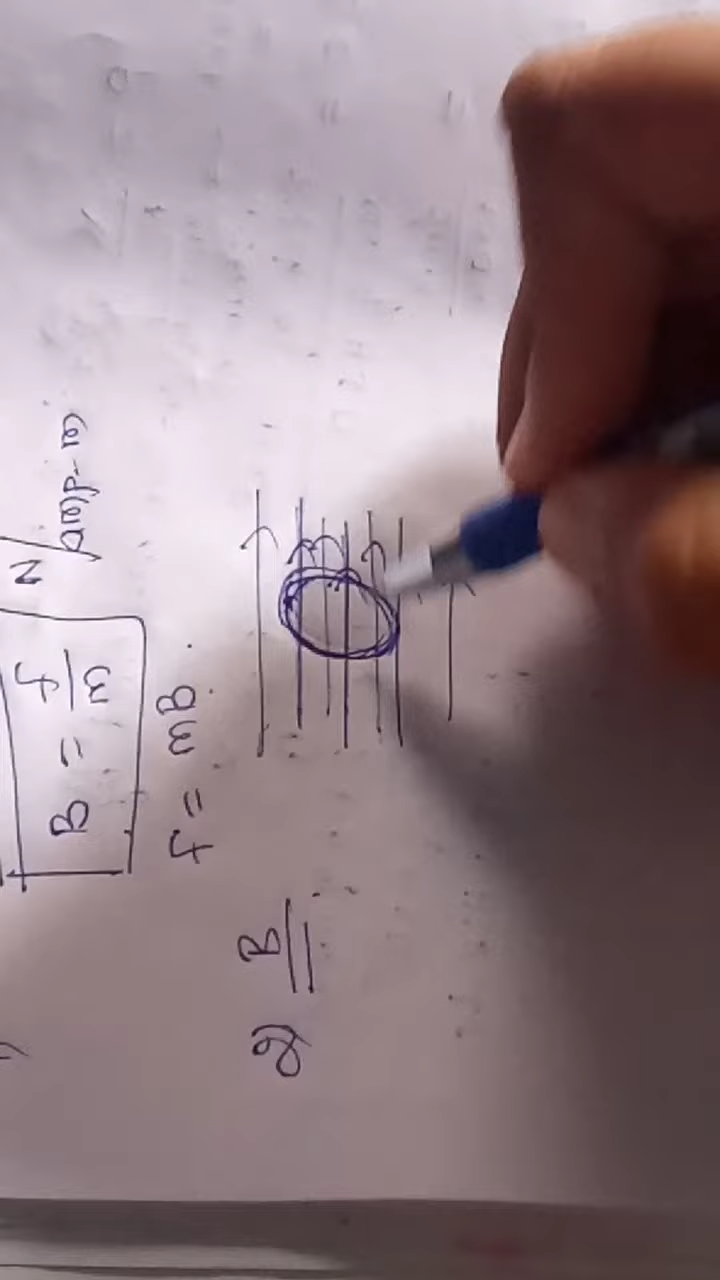 B = f/m N/amp-m
f = mB.
2) B